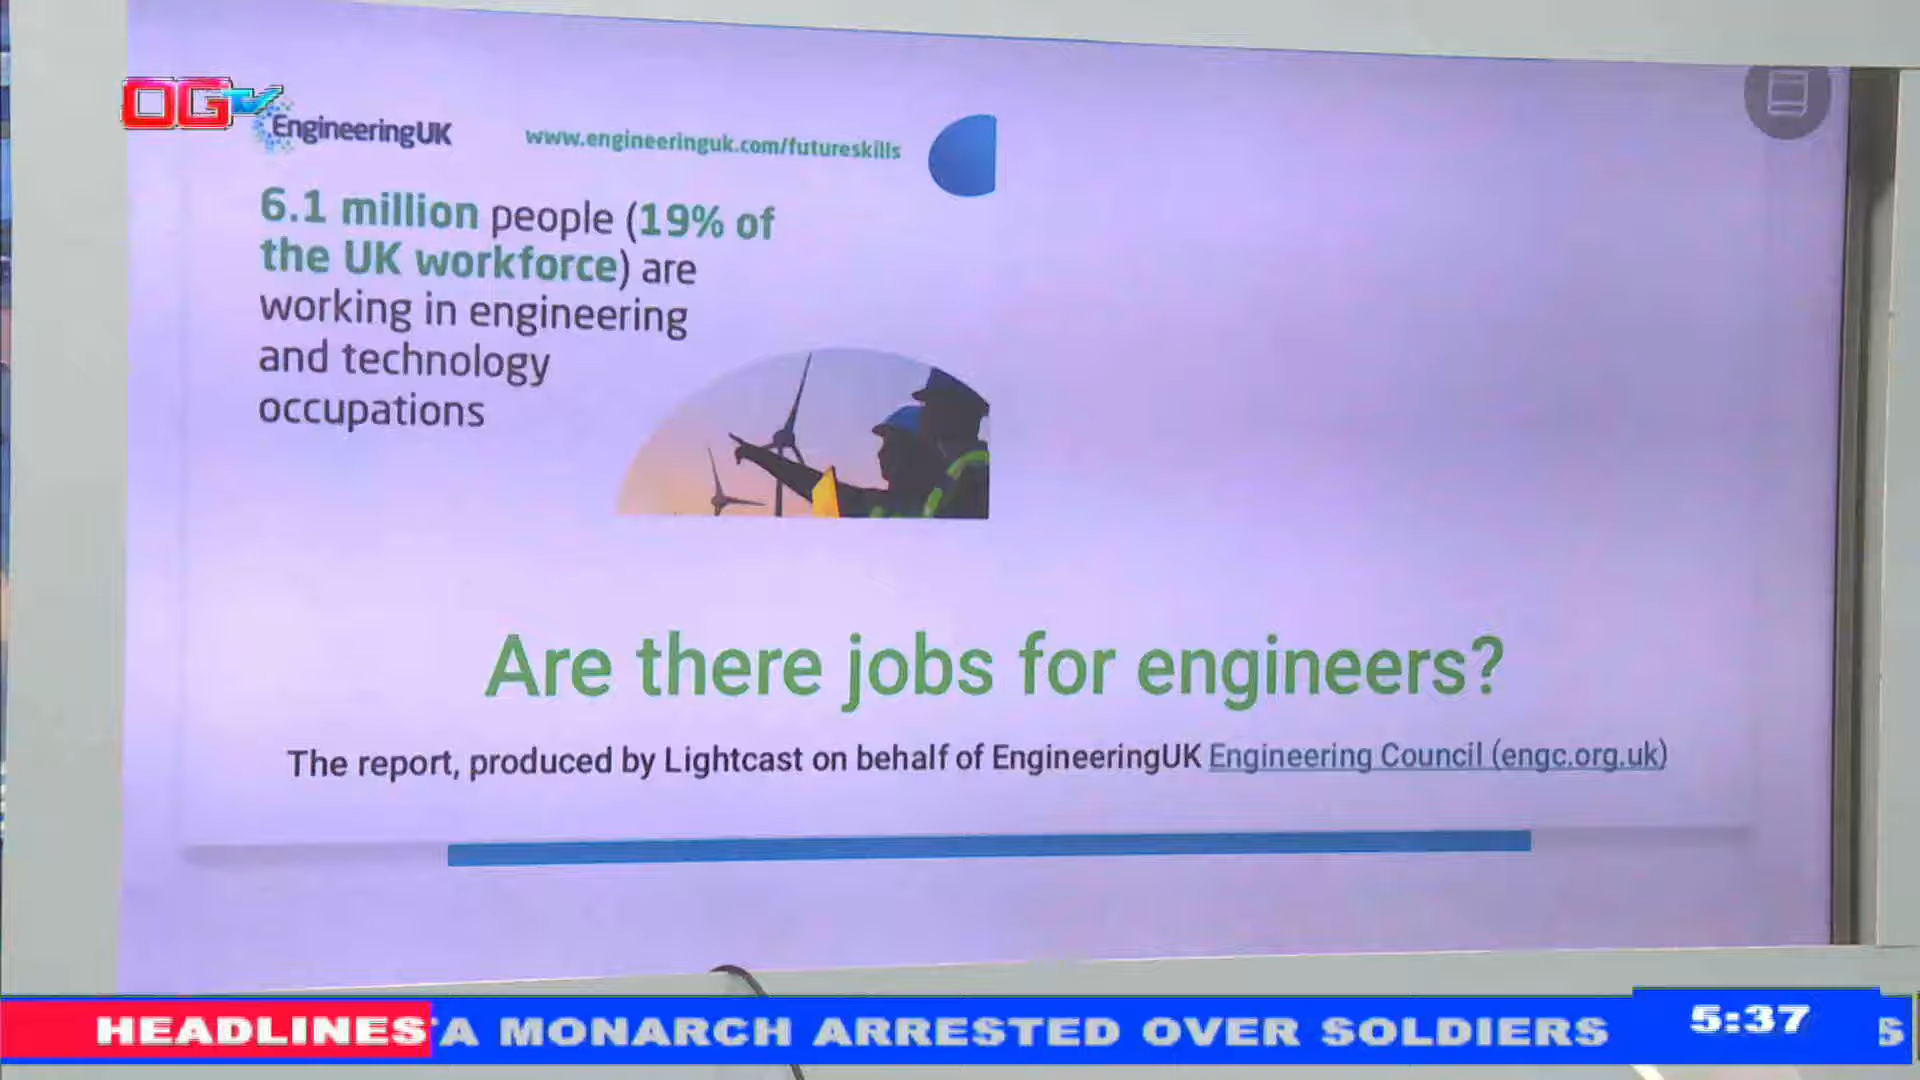 OGTV
EngineeringUK
www.engineeringuk.com/futureskills
6.1 million people (19% of
the UK workforce) are
working in engineering
and technology
occupations
Are there jobs for engineers?
The report, produced by Lightcast on behalf of EngineeringUK Engineering Council (engc.org.uk)
HEADLINES
A MONARCH ARRESTED OVER SOLDIERS
5:37
S